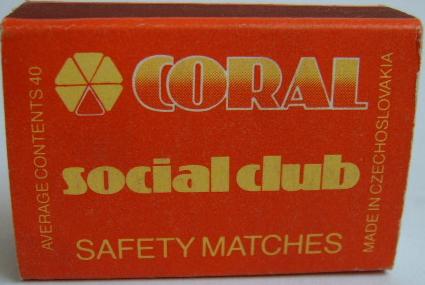 CORAL
social club
SAFETY MATCHES
AVERAGE CONTENTS 40
MADE IN CZECHOSLOVAKIA